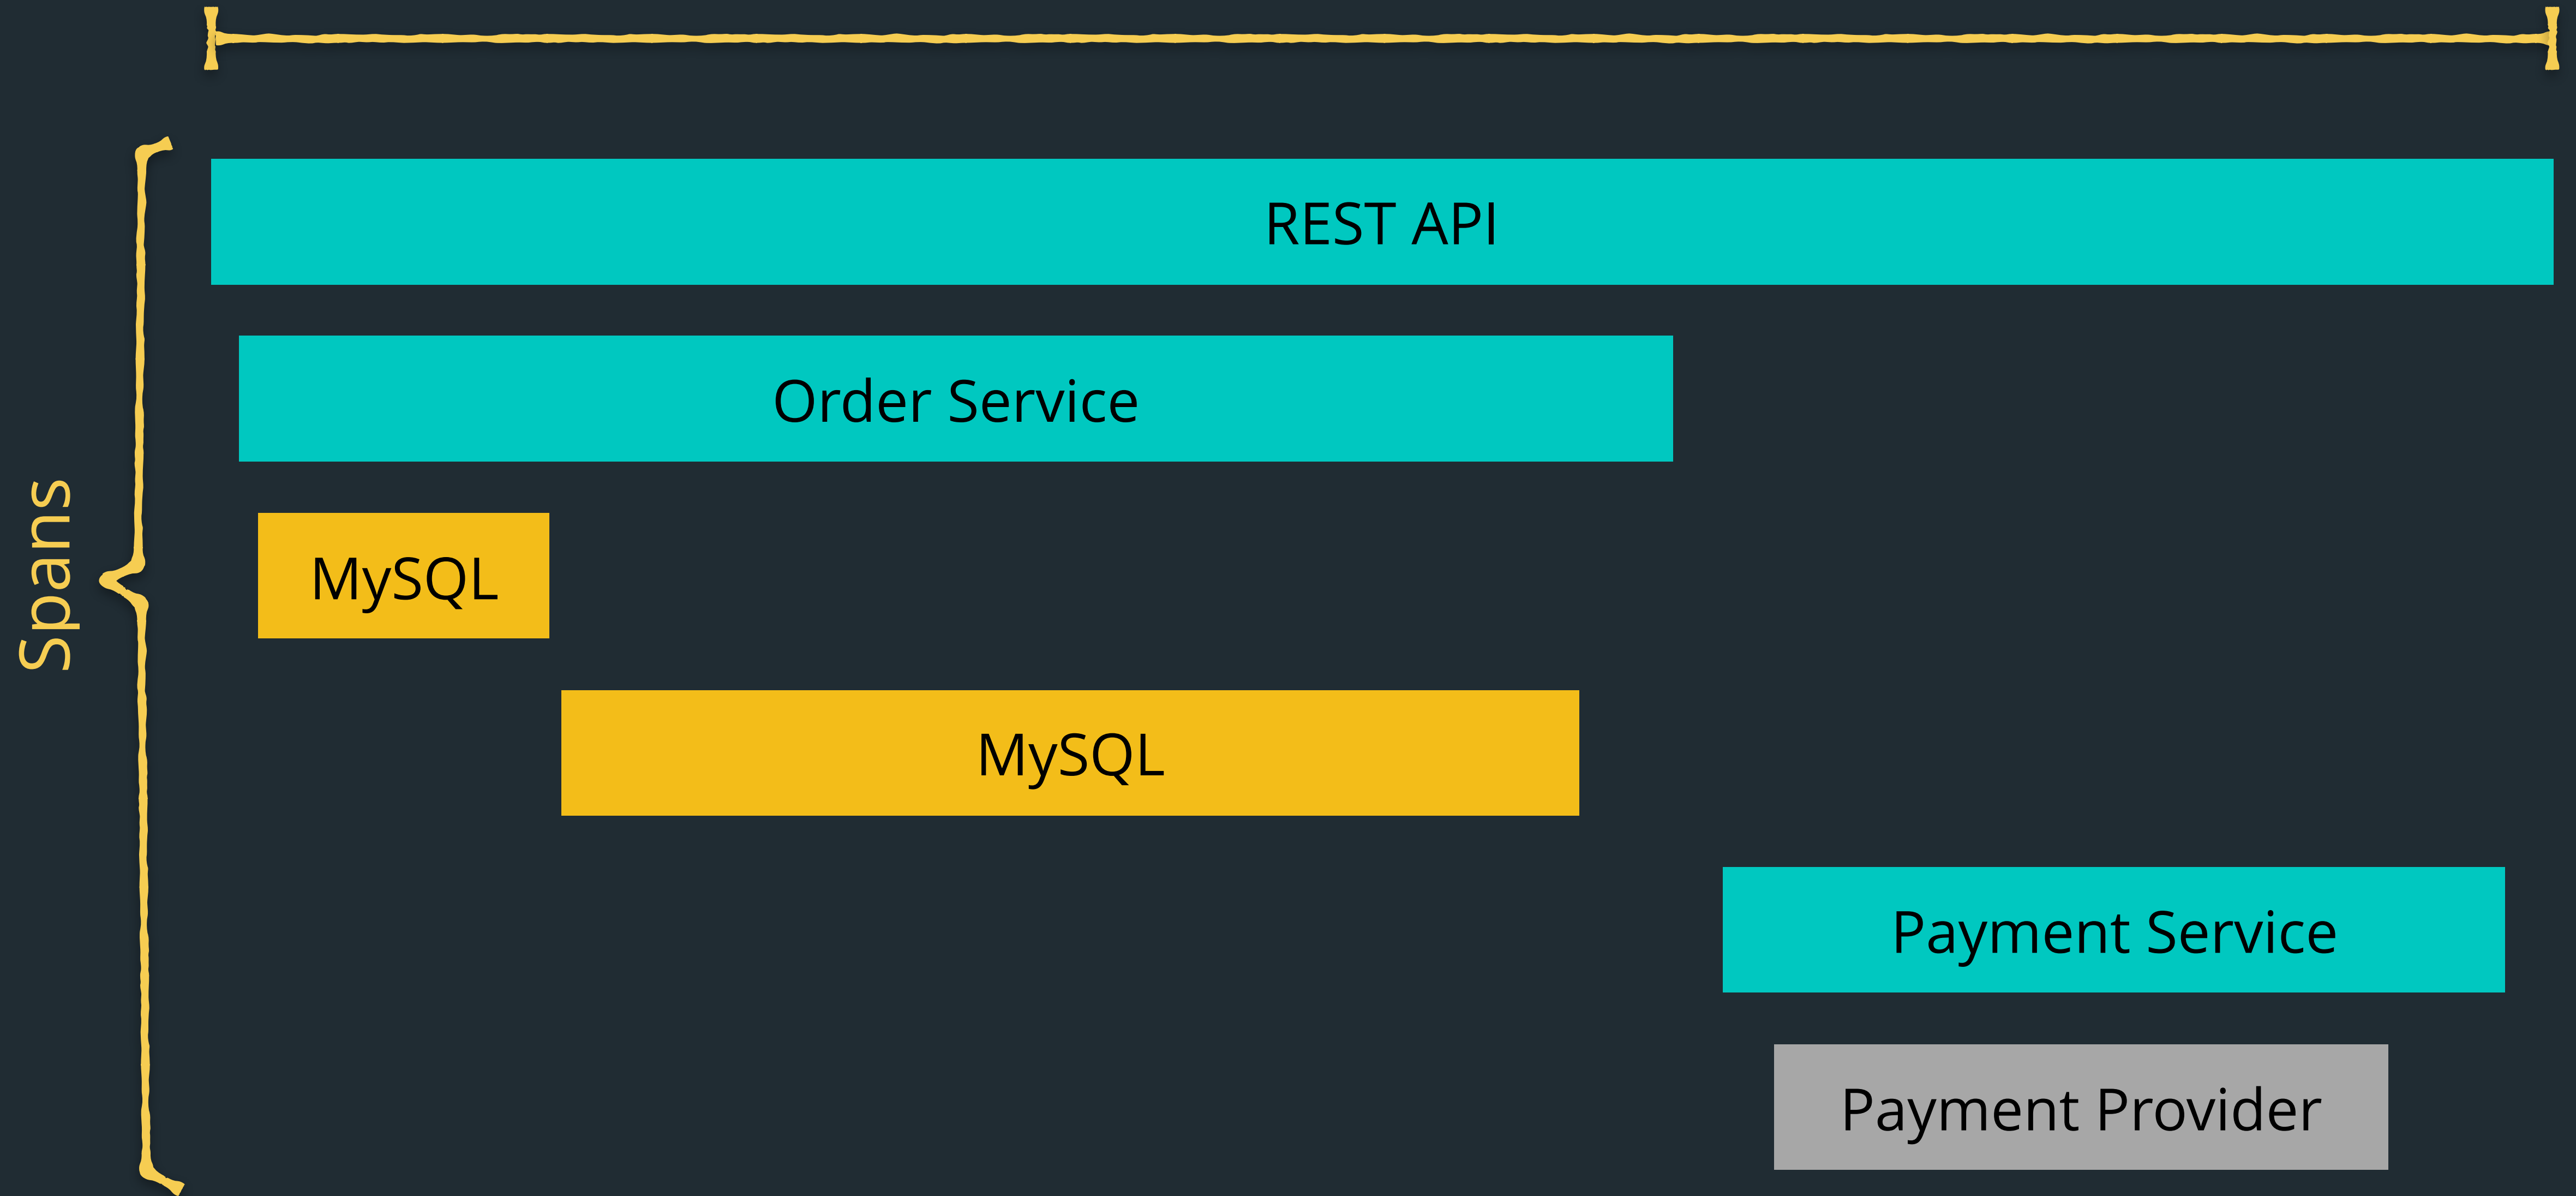 REST API
Order Service
Spans
MySQL
MySQL
Payment Service
Payment Provider